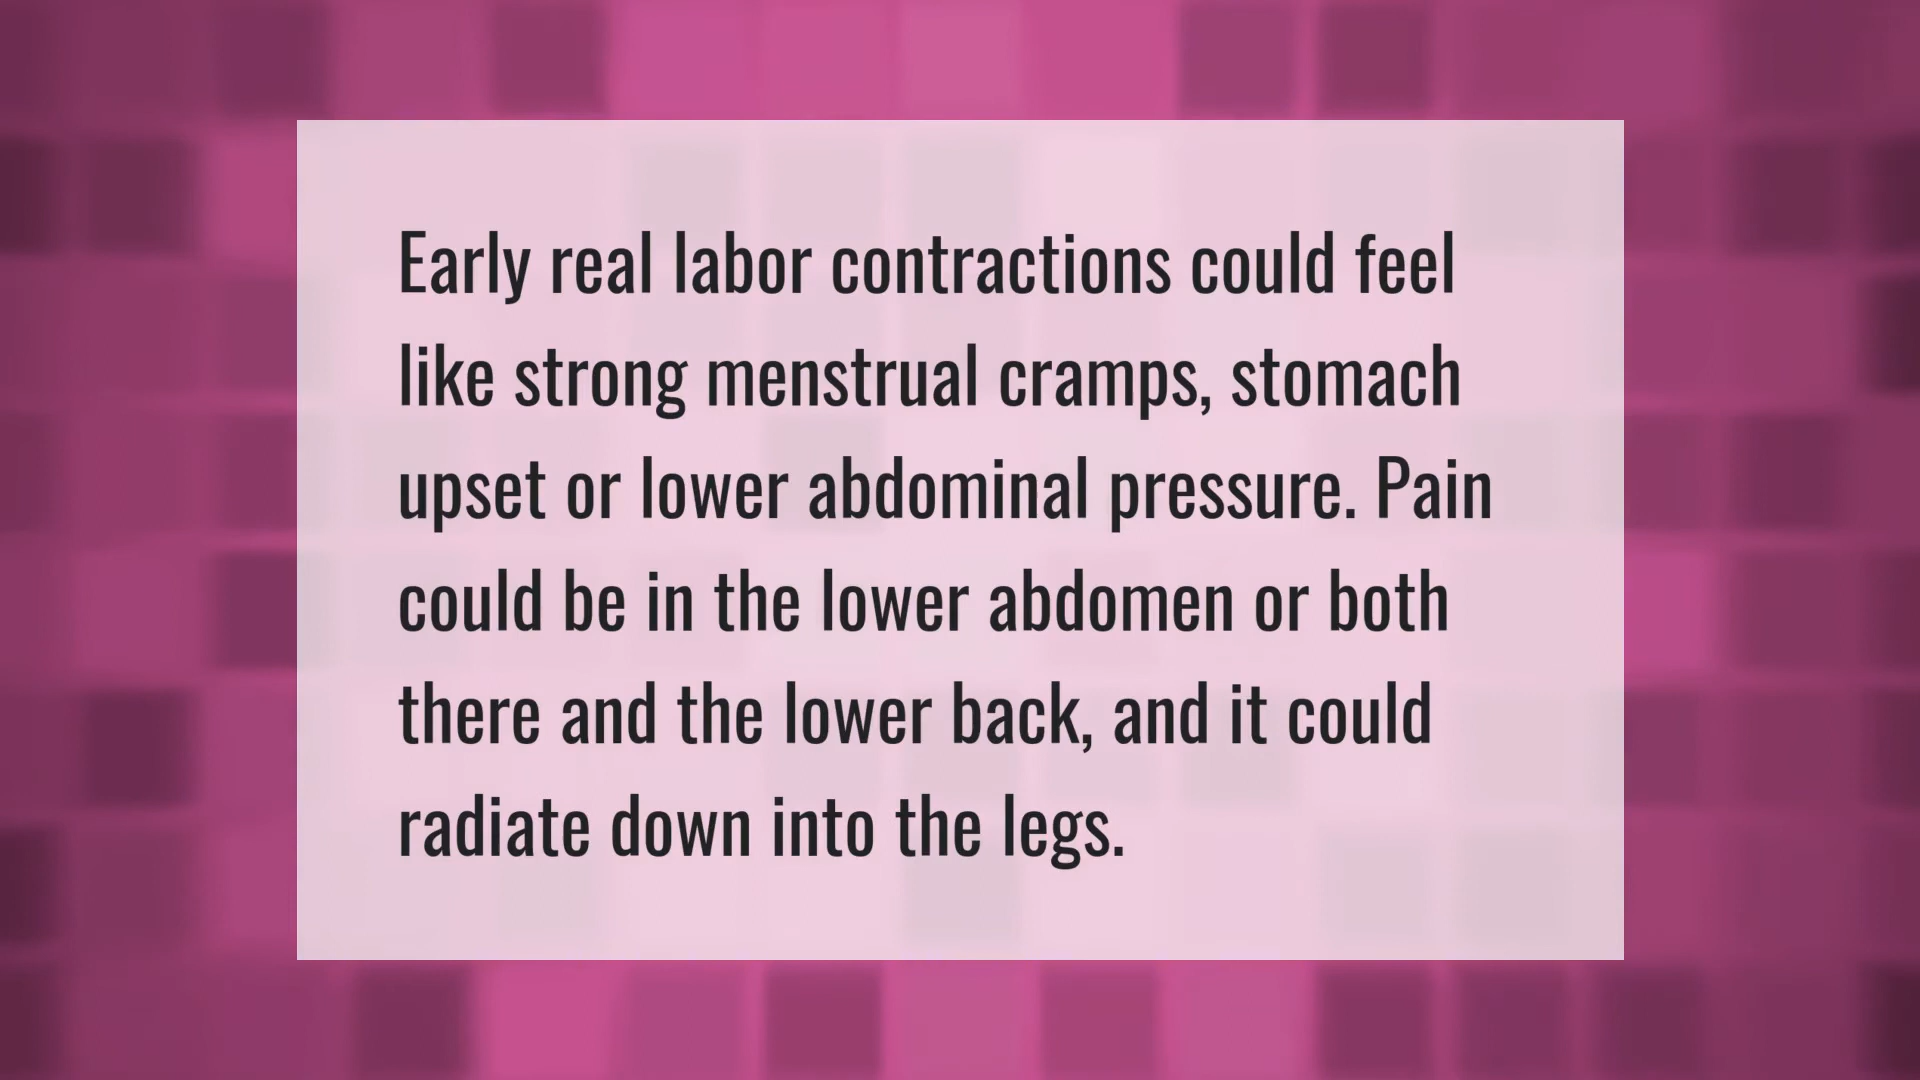 Early real labor contractions could feel
like strong menstrual cramps, stomach
upset or lower abdominal pressure. Pain
could be in the lower abdomen or both
there and the lower back, and it could
radiate down into the legs.